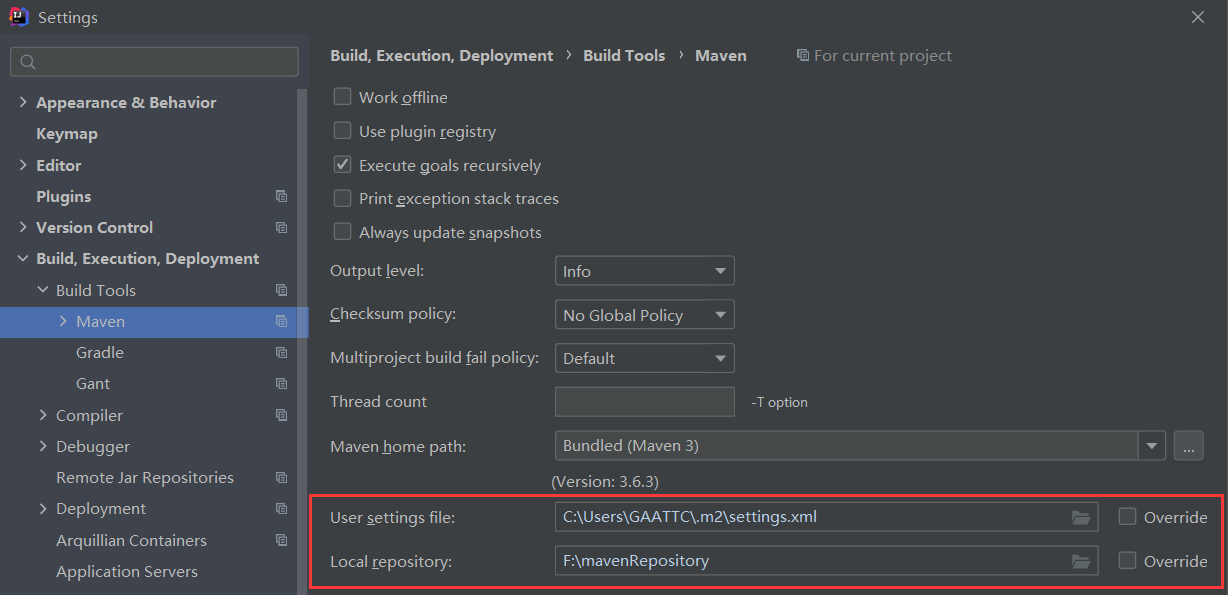 Settings
Build, Execution, Deployment › Build Tools › Maven For current project
Appearance & Behavior
Keymap
Editor
Plugins
Version Control
Build, Execution, Deployment
Build Tools
Maven
Gradle
Gant
Compiler
Debugger
Remote Jar Repositories
Deployment
Arquillian Containers
Application Servers
Work offline
Use plugin registry
Execute goals recursively
Print exception stack traces
Always update snapshots
Output level: Info
Checksum policy: No Global Policy
Multiproject build fail policy: Default
Thread count -T option
Maven home path: Bundled (Maven 3) ...
(Version: 3.6.3)
User settings file: C:\Users\GAATTC\.m2\settings.xml Override
Local repository: F:\mavenRepository Override